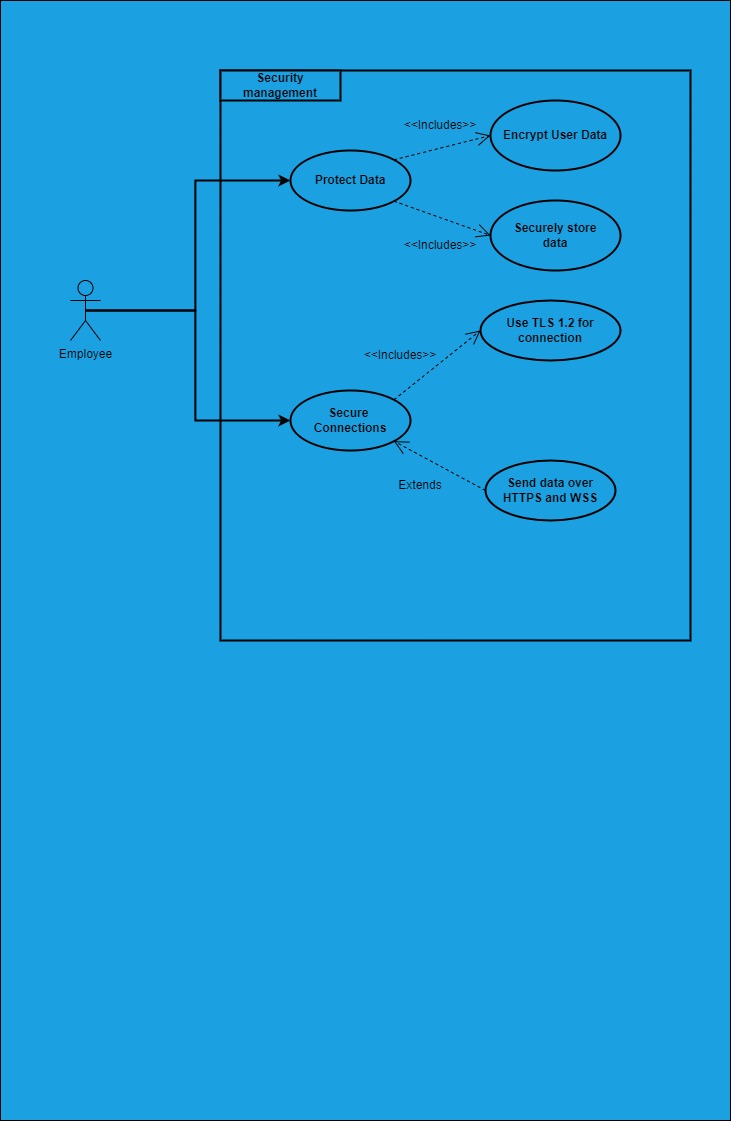 Security
management
<<Includes>>
Encrypt User Data
Protect Data
Securely store
data
<<Includes>>
Employee
Use TLS 1.2 for
connection
<<Includes>>
Secure
Connections
Extends
Send data over
HTTPS and WSS